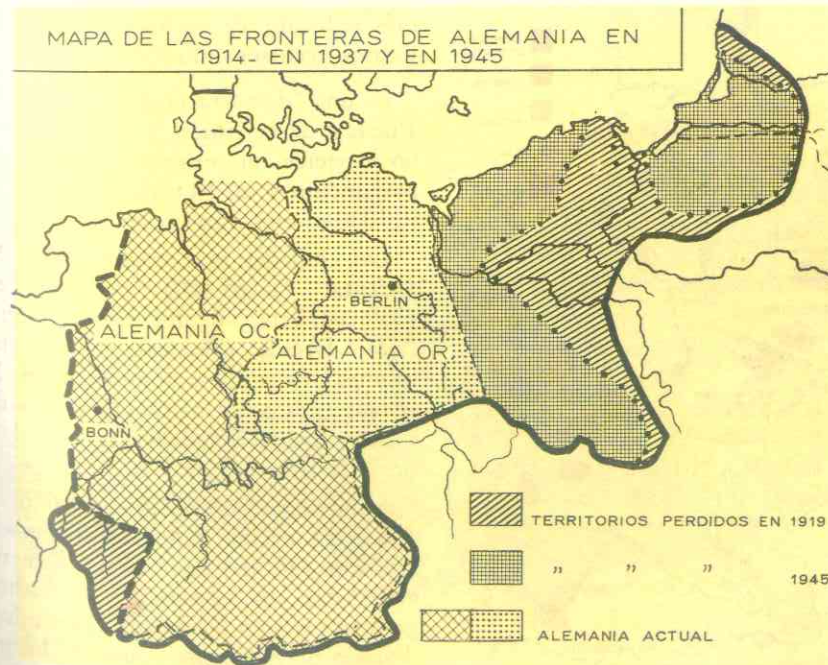 MAPA DE LAS FRONTERAS DE ALEMANIA EN
1914- EN 1937 Y EN 1945
BERLIN
ALEMANIA OC.
ALEMANIA OR.
BONN
TERRITORIOS PERDIDOS EN 1919
" " " 1945
ALEMANIA ACTUAL